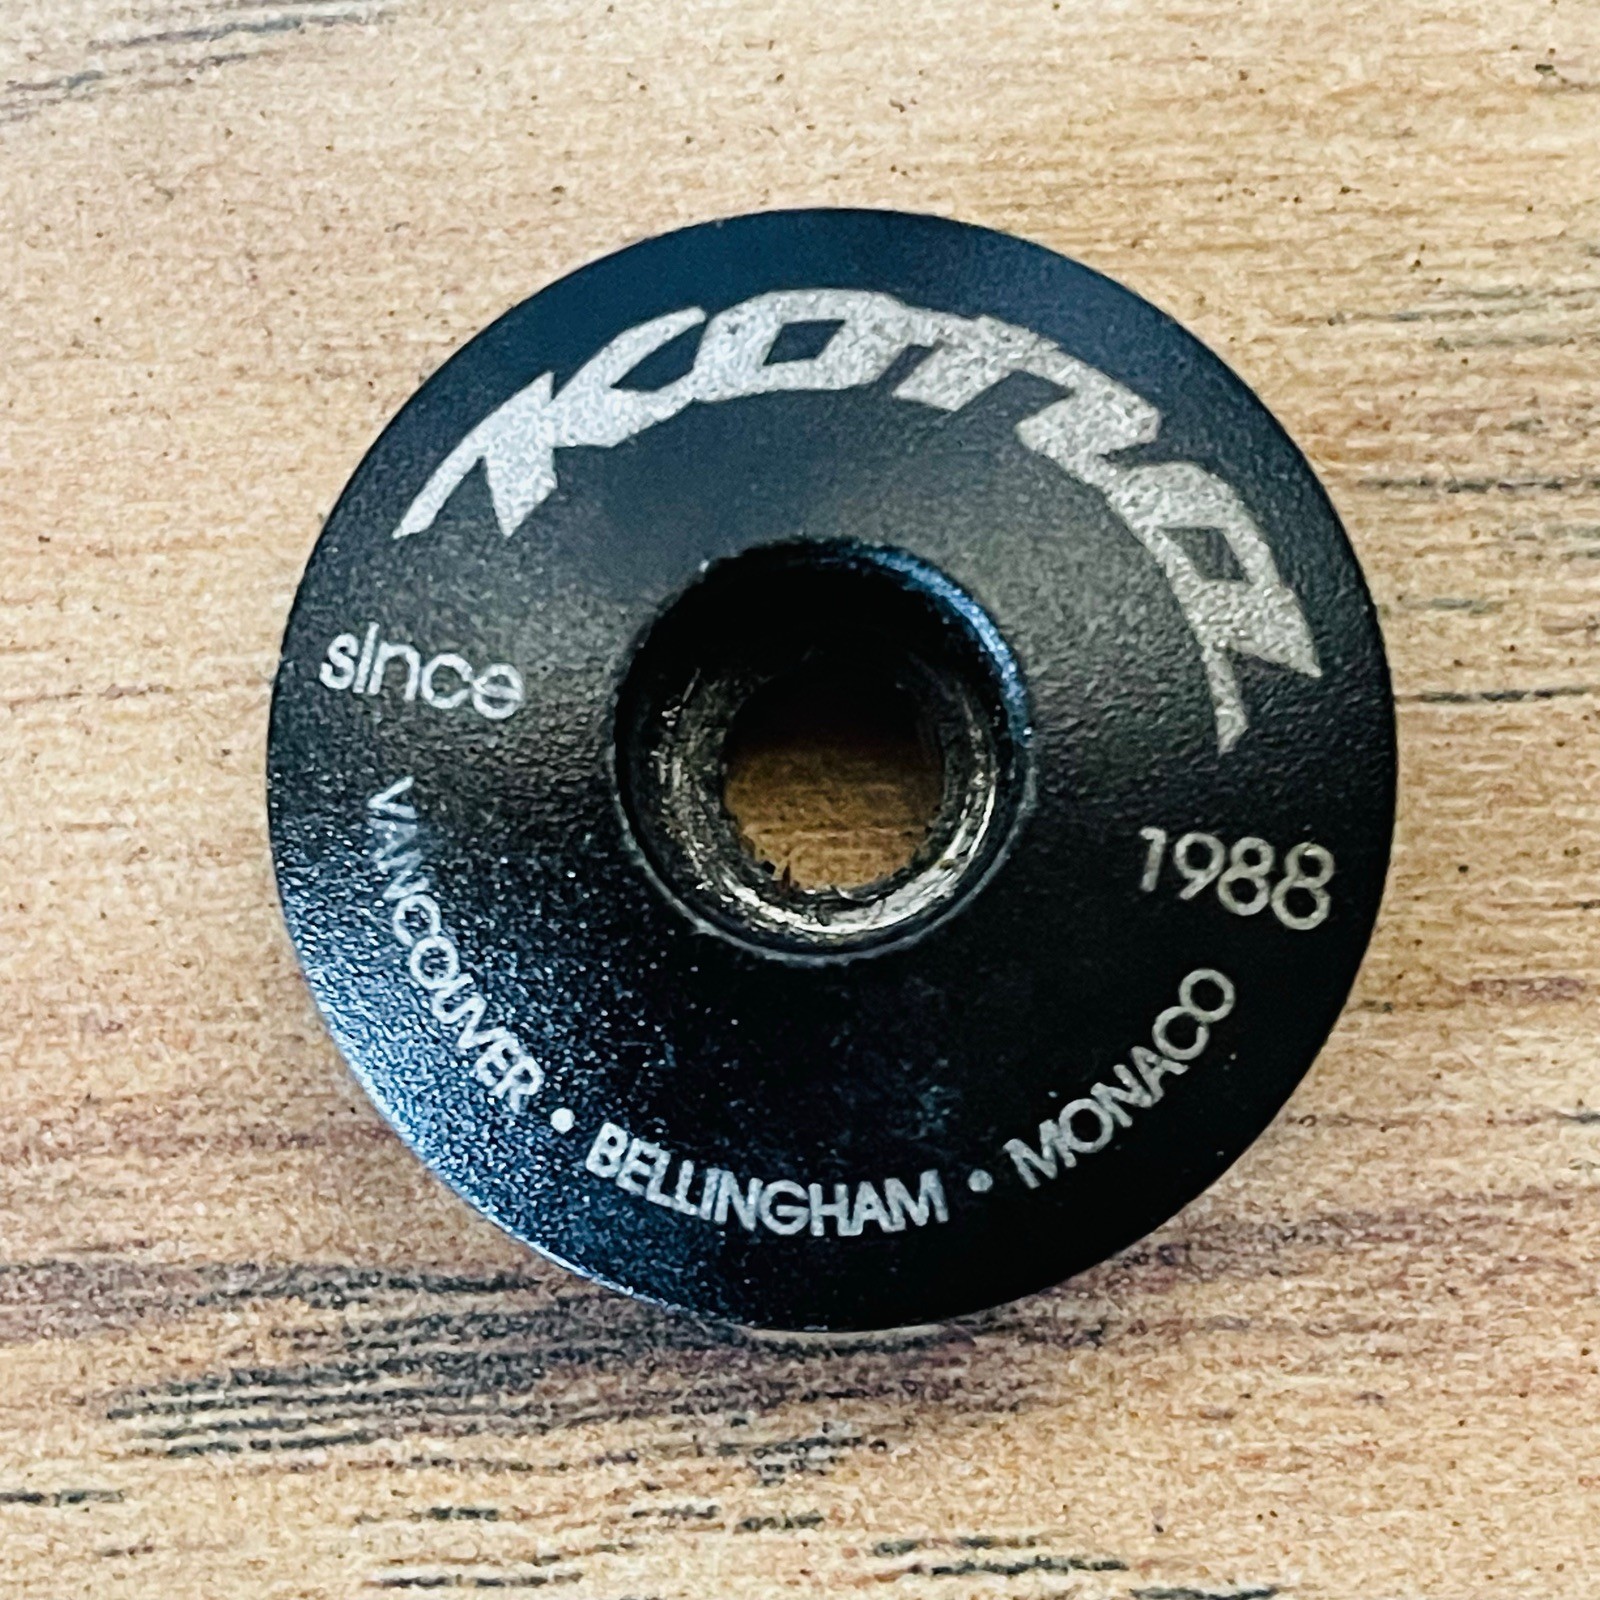 KONA
since 1988
VANCOUVER • BELLINGHAM • MONACO